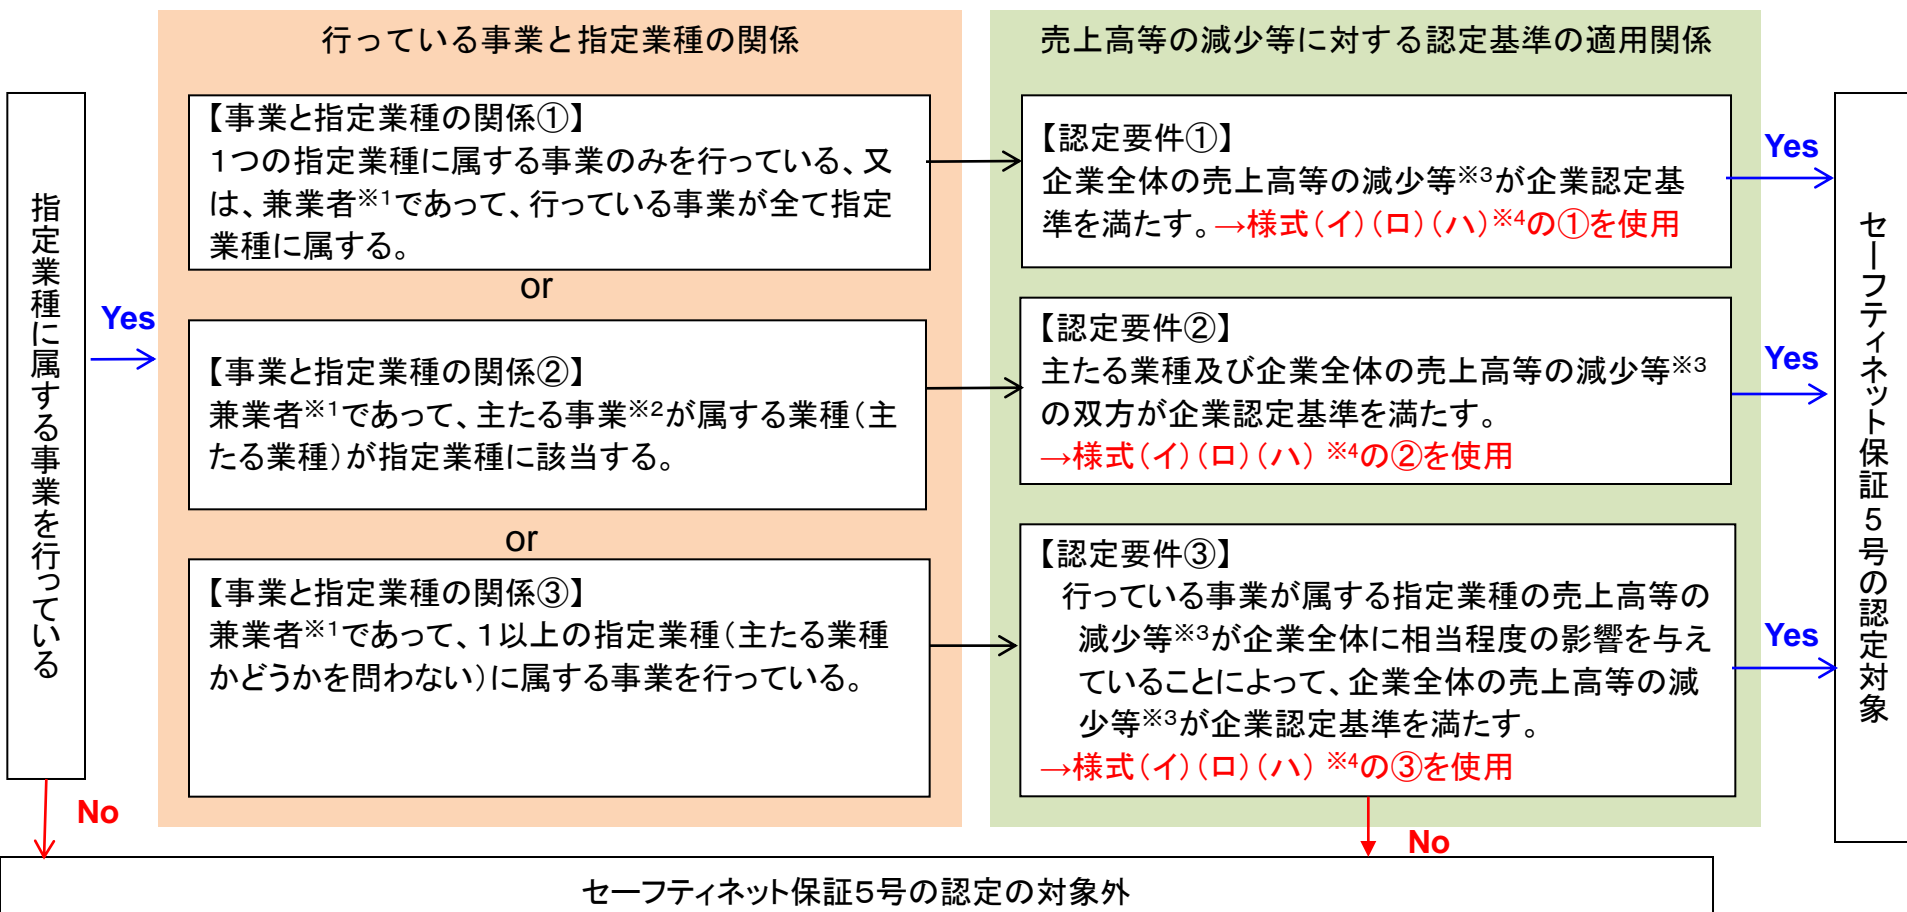 行っている事業と指定業種の関係
売上高等の減少等に対する認定基準の適用関係
指定業種に属する事業を行っている
Yes
No
【事業と指定業種の関係①】
１つの指定業種に属する事業のみを行っている、又
は、兼業者※1であって、行っている事業が全て指定
業種に属する。
or
【事業と指定業種の関係②】
兼業者※1であって、主たる事業※2が属する業種（主
たる業種）が指定業種に該当する。
or
【事業と指定業種の関係③】
兼業者※1であって、１以上の指定業種（主たる業種
かどうかを問わない）に属する事業を行っている。
【認定要件①】
企業全体の売上高等の減少等※3が企業認定基
準を満たす。→様式（イ）（ロ）（ハ）※4の①を使用
Yes
【認定要件②】
主たる業種及び企業全体の売上高等の減少等※3
の双方が企業認定基準を満たす。
→様式（イ）（ロ）（ハ）※4の②を使用
Yes
【認定要件③】
行っている事業が属する指定業種の売上高等の
減少等※3が企業全体に相当程度の影響を与え
ていることによって、企業全体の売上高等の減
少等※3が企業認定基準を満たす。
→様式（イ）（ロ）（ハ）※4の③を使用
Yes
No
セーフティネット保証５号の認定対象
セーフティネット保証５号の認定の対象外